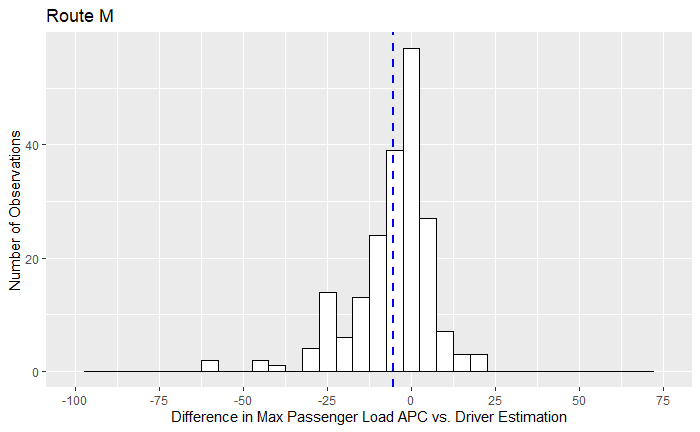 Route M
Number of Observations
40
20
0
-100 -75 -50 -25 0 25 50 75
Difference in Max Passenger Load APC vs. Driver Estimation